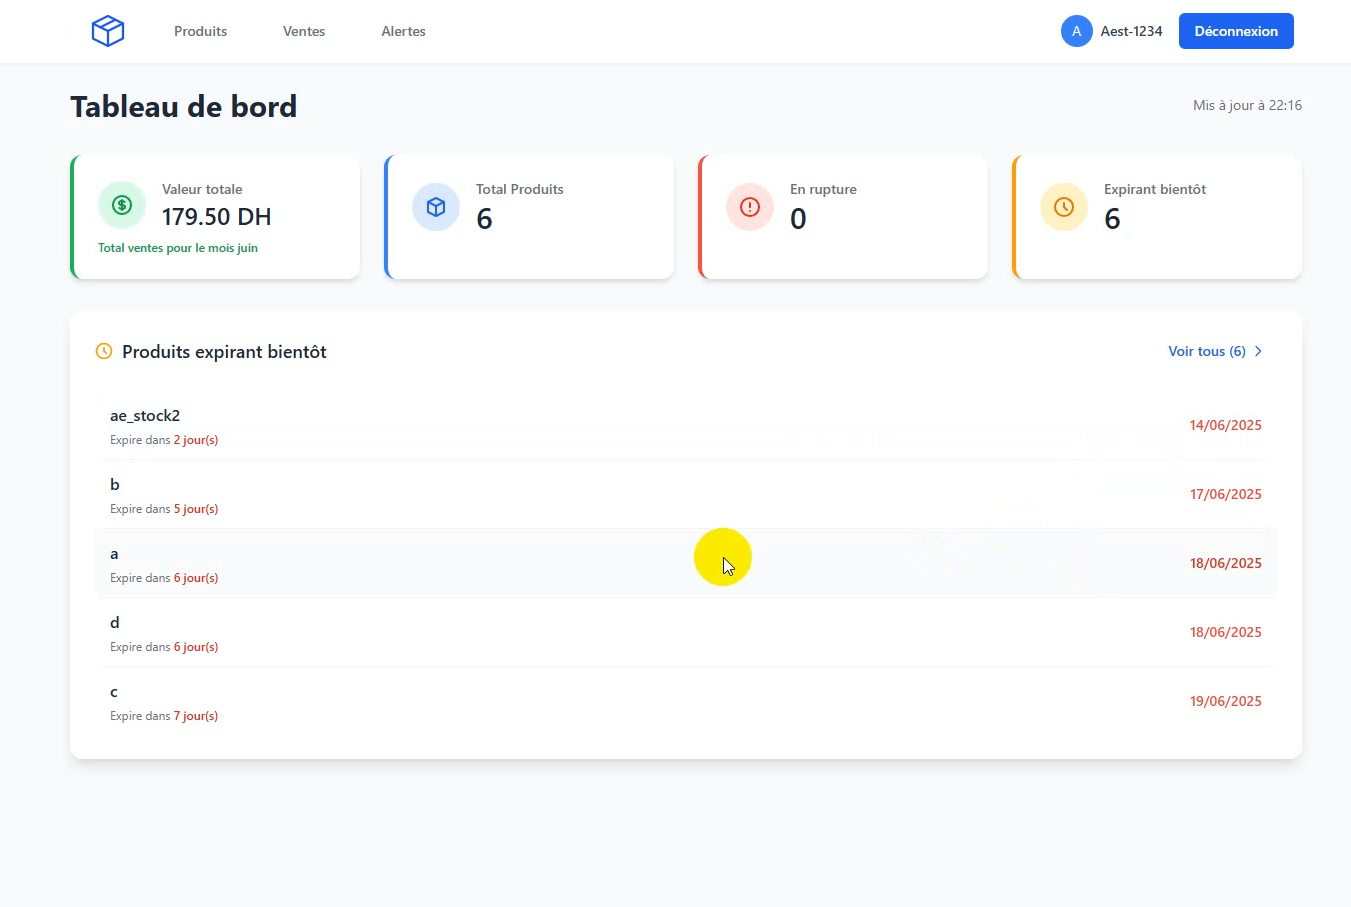 Produits
Ventes
Alertes
A
Aest-1234
Déconnexion
Tableau de bord
Mis à jour à 22:16
Valeur totale
179.50 DH
Total ventes pour le mois juin
Total Produits
6
En rupture
0
Expirant bientôt
6
Produits expirant bientôt
Voir tous (6)
ae_stock2
Expire dans 2 jour(s)
14/06/2025
b
Expire dans 5 jour(s)
17/06/2025
a
Expire dans 6 jour(s)
18/06/2025
d
Expire dans 6 jour(s)
18/06/2025
c
Expire dans 7 jour(s)
19/06/2025